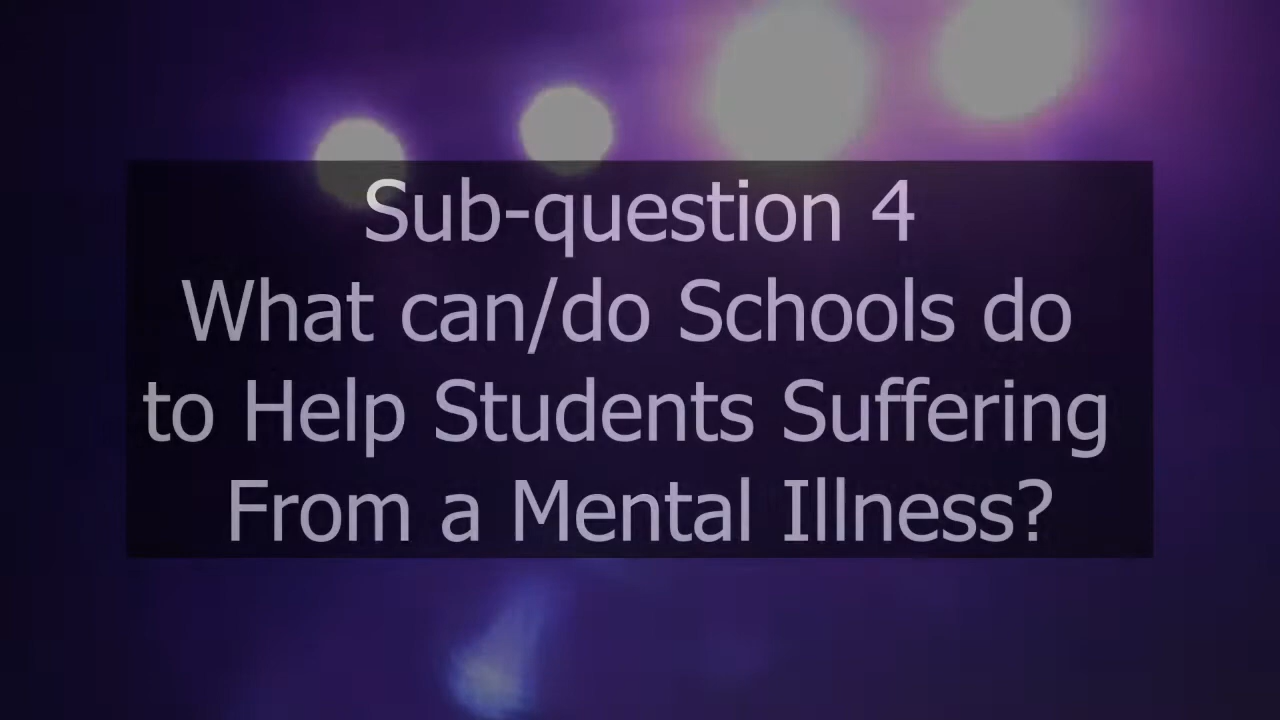 Sub-question 4
What can/do Schools do
to Help Students Suffering
From a Mental Illness?